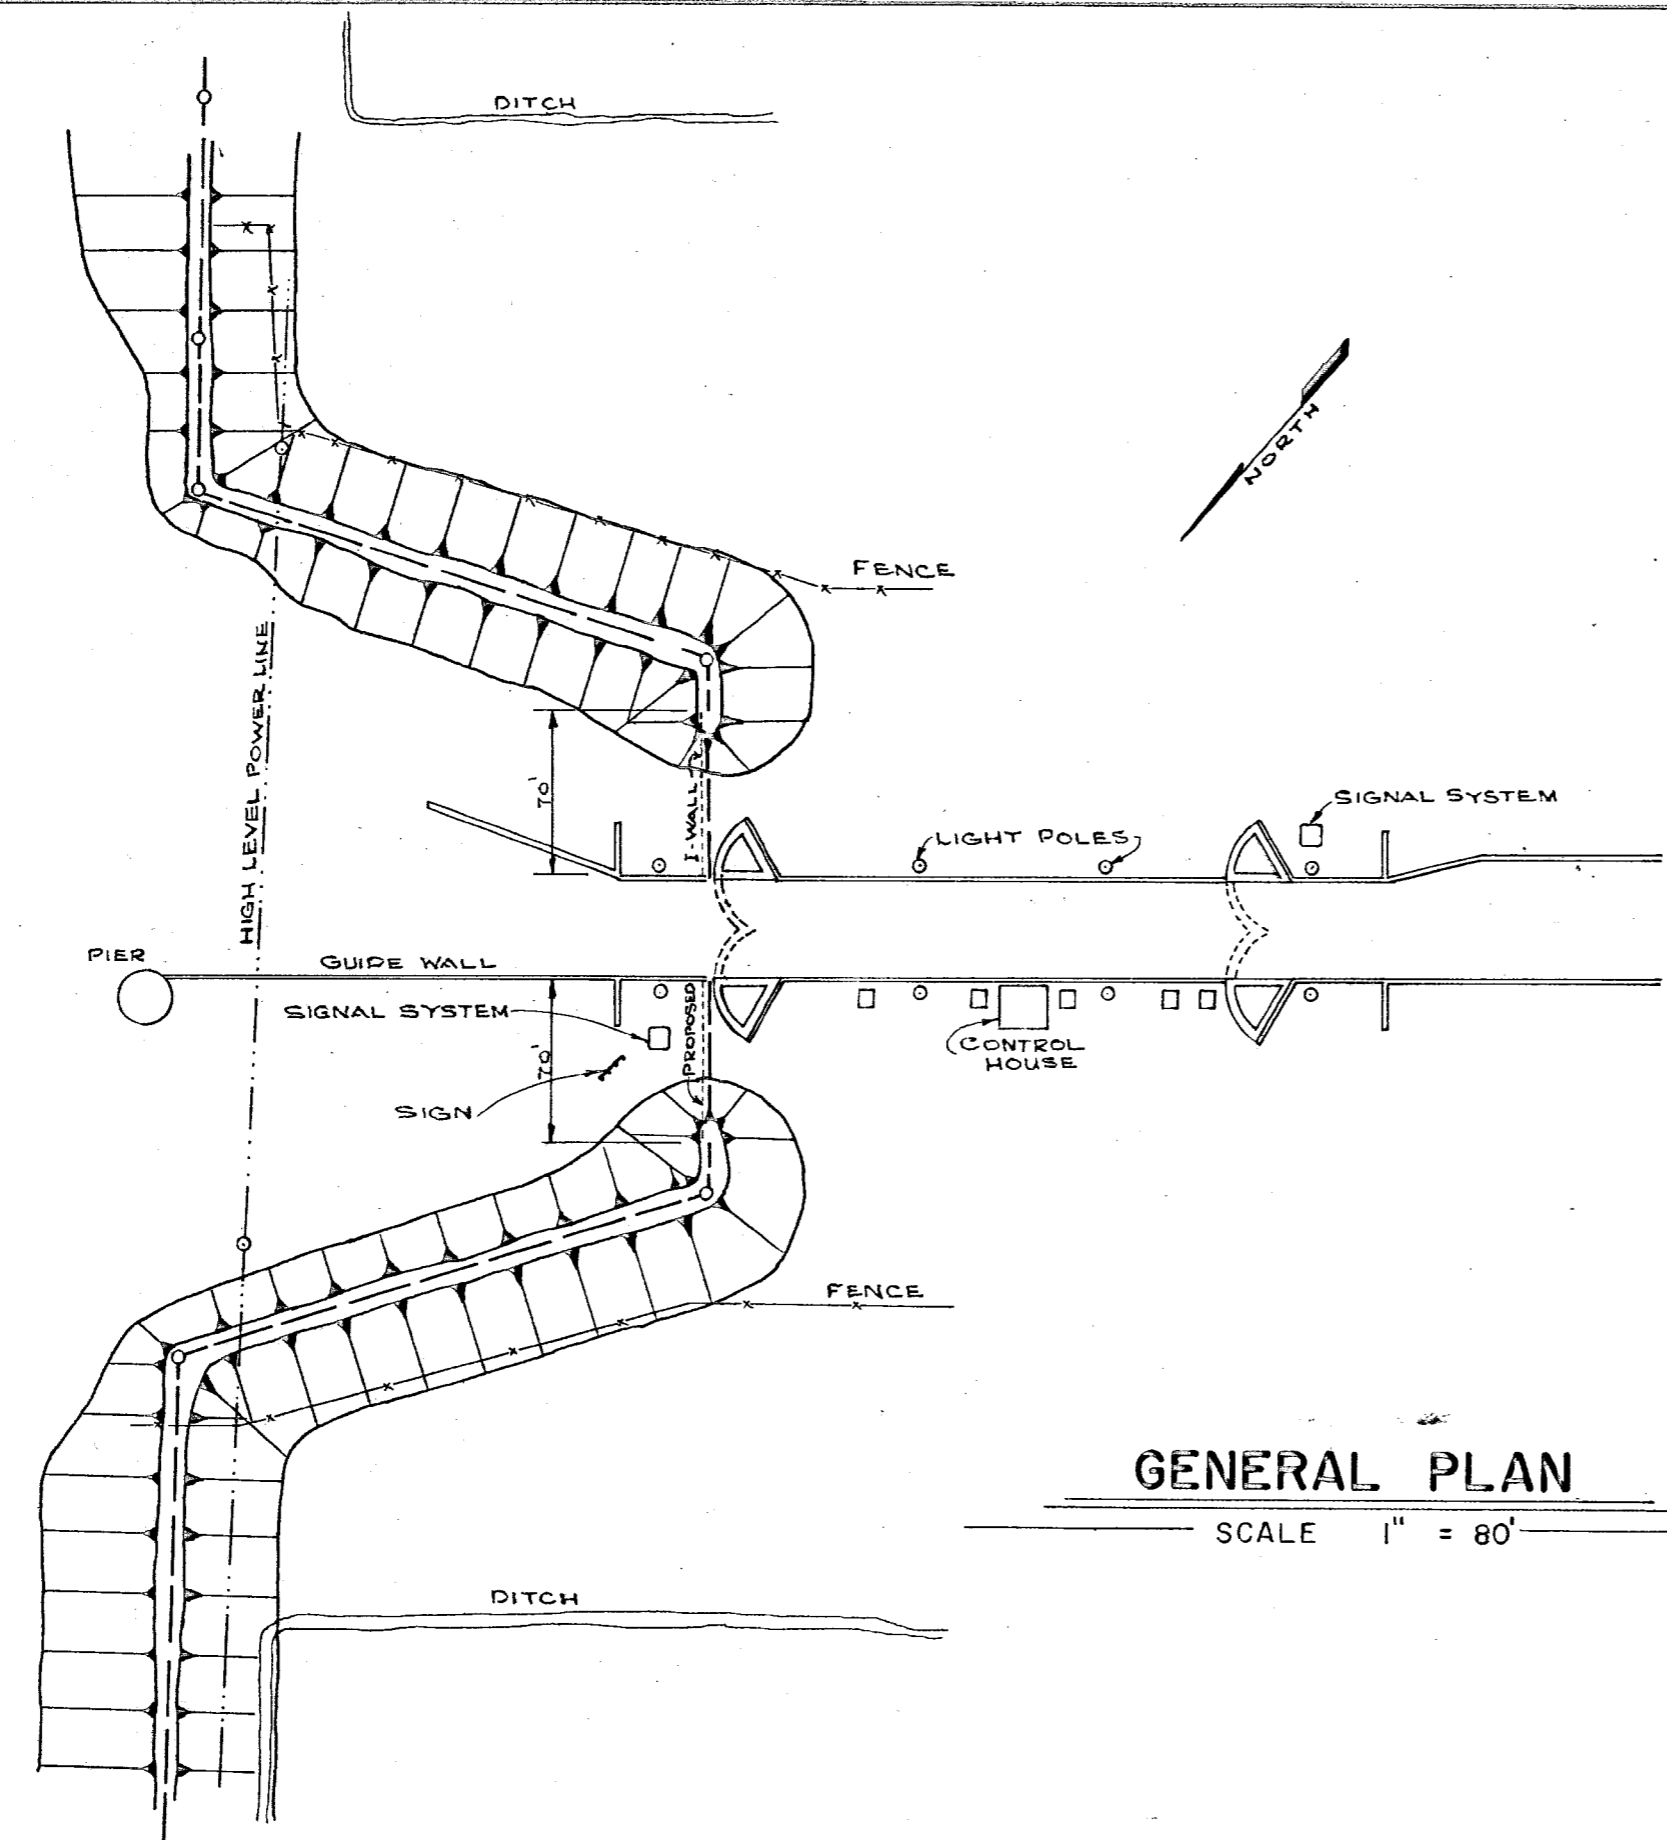 DITCH
NORTH
FENCE
HIGH LEVEL POWER LINE
70'
I-WALL
SIGNAL SYSTEM
LIGHT POLES
PIER
GUIDE WALL
SIGNAL SYSTEM
PROPOSED
70'
CONTROL
HOUSE
SIGN
FENCE
GENERAL PLAN
SCALE 1" = 80'
DITCH